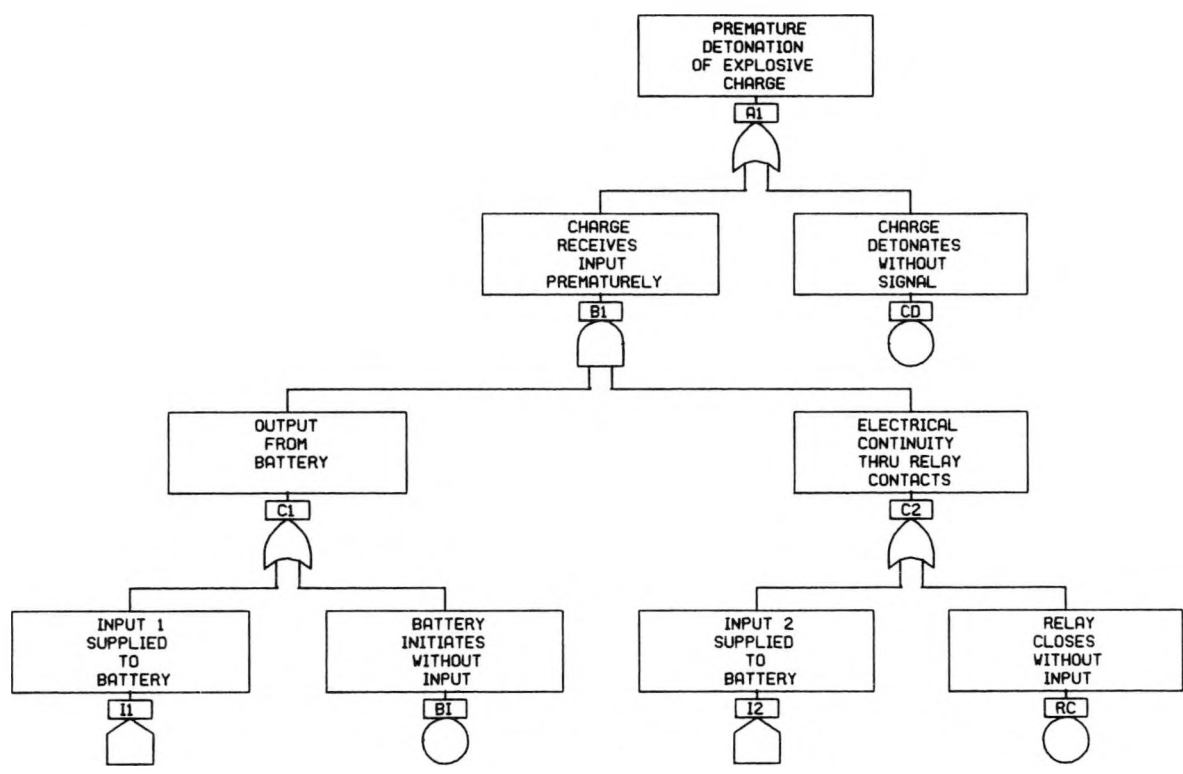 PREMATURE
DETONATION
OF EXPLOSIVE
CHARGE
A1
CHARGE
RECEIVES
INPUT
PREMATURELY
B1
CHARGE
DETONATES
WITHOUT
SIGNAL
CD
OUTPUT
FROM
BATTERY
C1
ELECTRICAL
CONTINUITY
THRU RELAY
CONTACTS
C2
INPUT 1
SUPPLIED
TO
BATTERY
I1
BATTERY
INITIATES
WITHOUT
INPUT
BI
INPUT 2
SUPPLIED
TO
BATTERY
I2
RELAY
CLOSES
WITHOUT
INPUT
RC